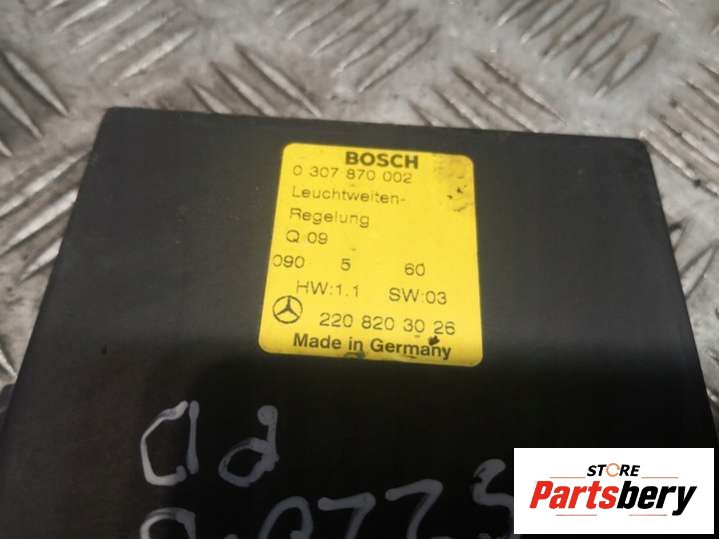 BOSCH
0 307 870 002
Leuchtweiten-
Regelung
Q 09
090 5 60
HW:1.1 SW:03
220 820 30 26
Made in Germany
STORE
Partsbery